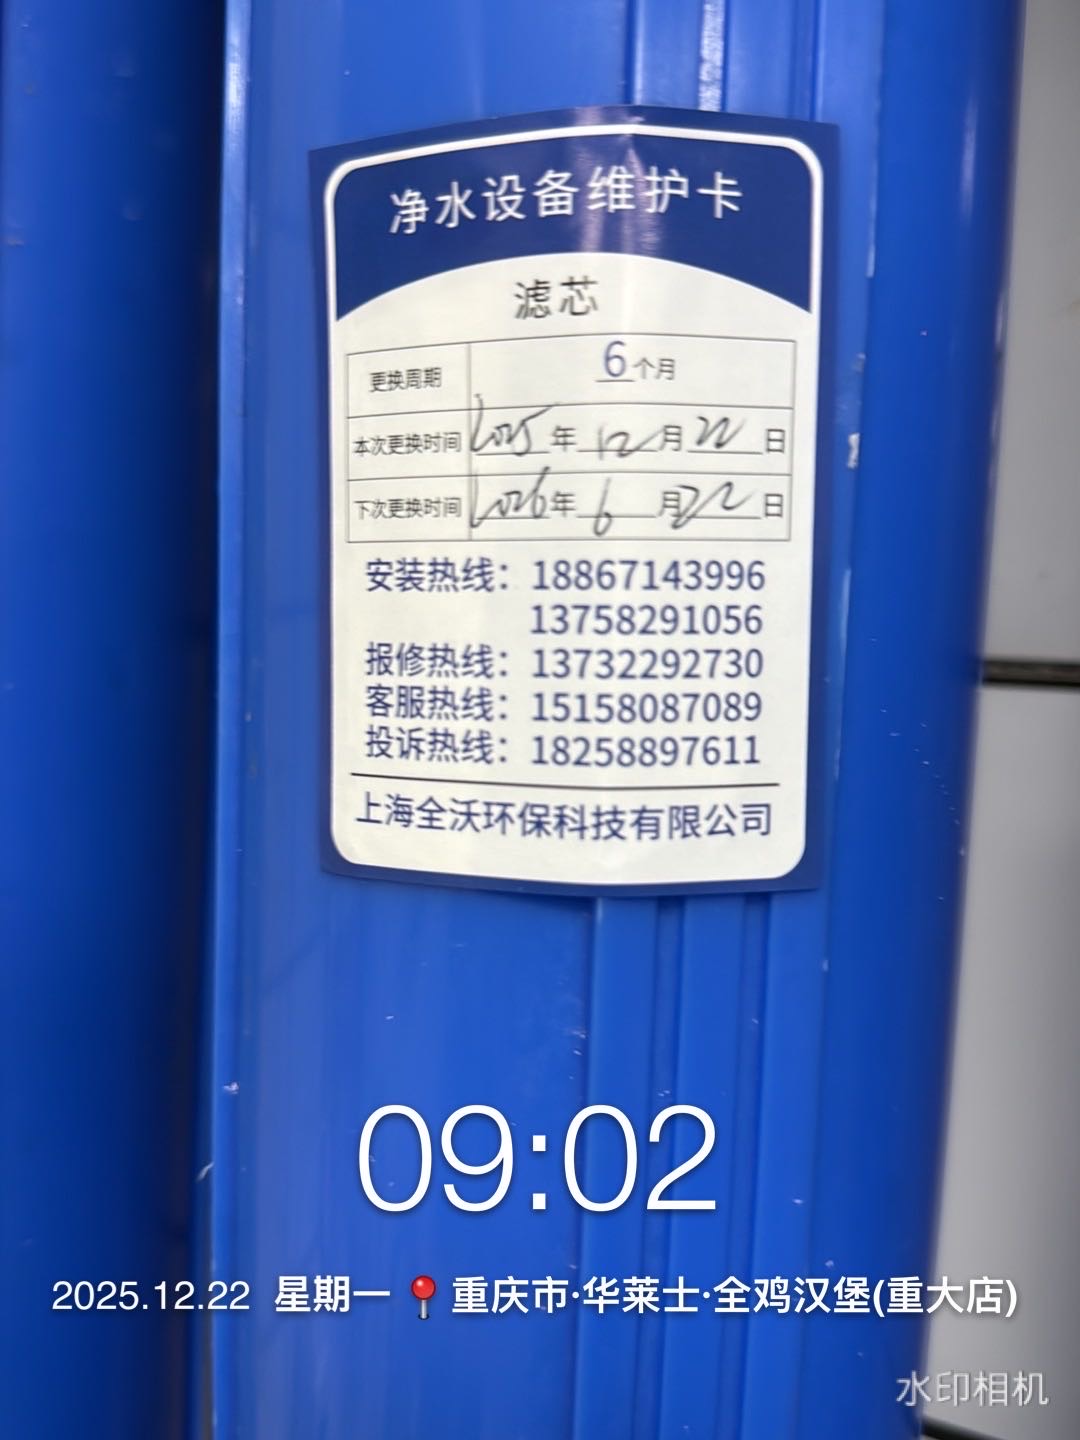 净水设备维护卡
滤芯
更换周期 6个月
本次更换时间 2025年12月22日
下次更换时间 2026年6月22日
安装热线：18867143996
13758291056
报修热线：13732292730
客服热线：15158087089
投诉热线：18258897611
上海全沃环保科技有限公司
09:02
2025.12.22 星期一 重庆市·华莱士·全鸡汉堡(重大店)
水印相机